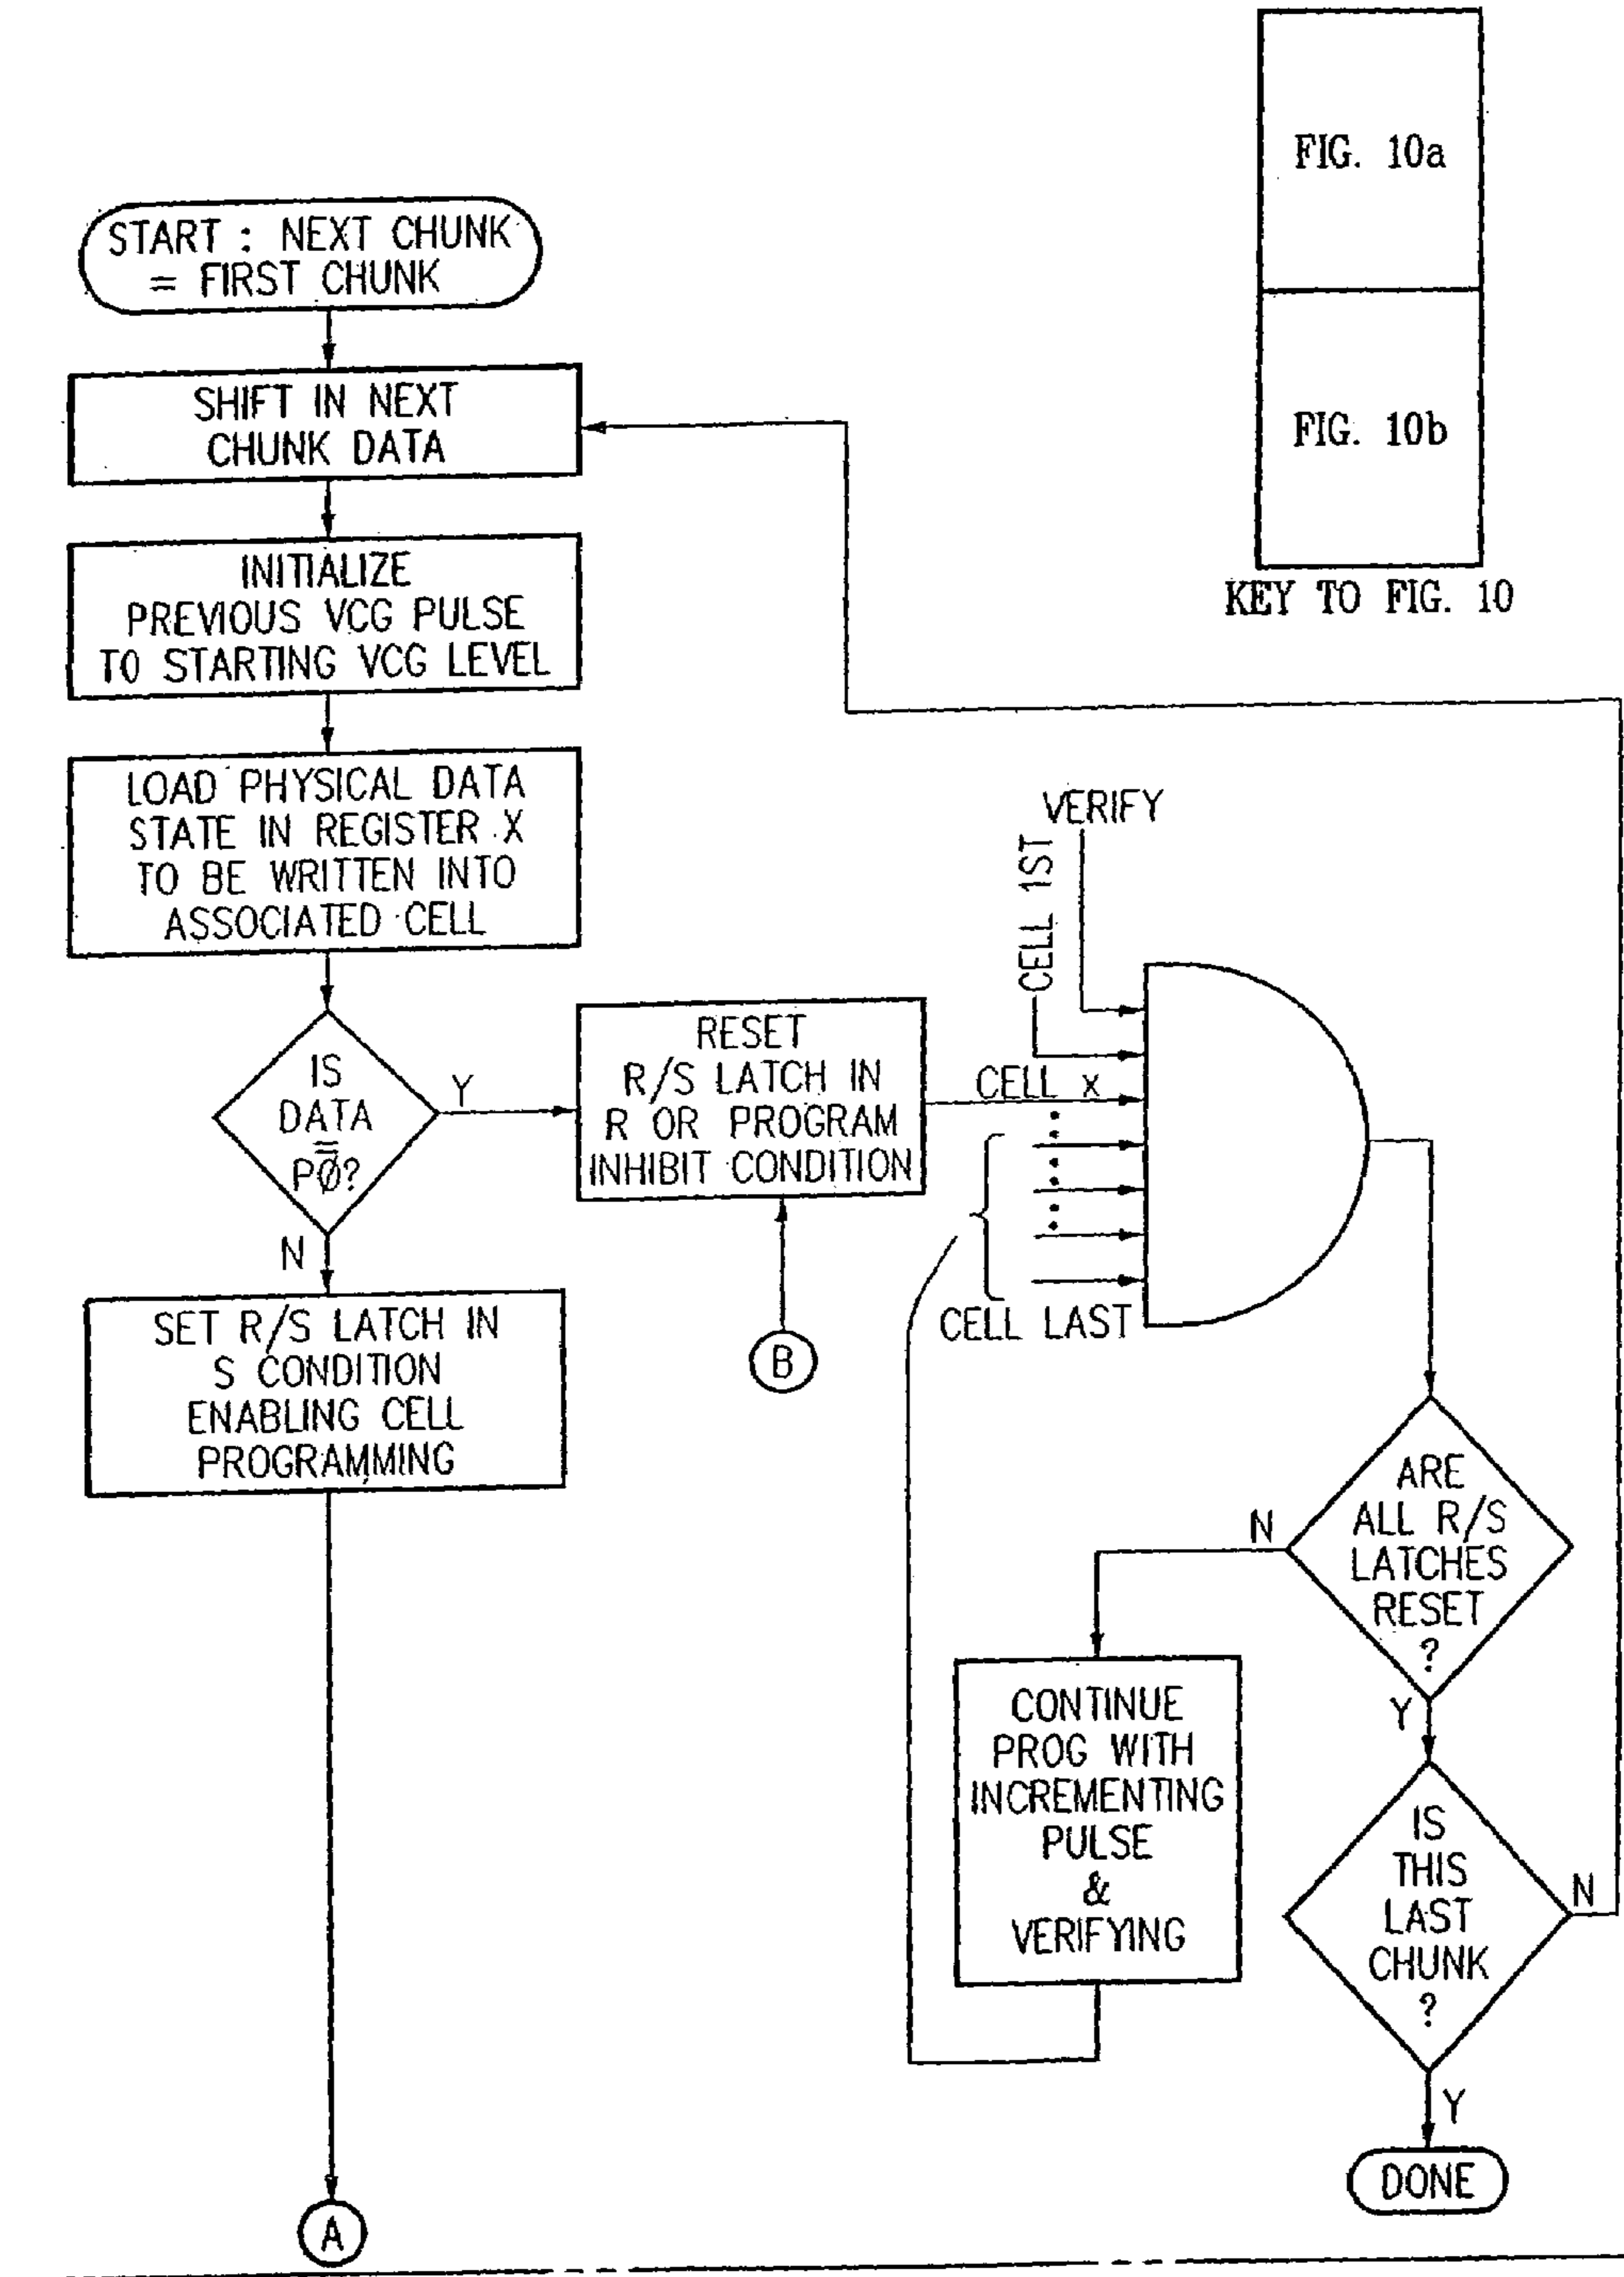 FIG. 10a
FIG. 10b
KEY TO FIG. 10
START : NEXT CHUNK
= FIRST CHUNK
SHIFT IN NEXT
CHUNK DATA
INITIALIZE
PREVIOUS VCG PULSE
TO STARTING VCG LEVEL
LOAD PHYSICAL DATA
STATE IN REGISTER X
TO BE WRITTEN INTO
ASSOCIATED CELL
IS
DATA
=
PØ?
Y
N
RESET
R/S LATCH IN
R OR PROGRAM
INHIBIT CONDITION
B
SET R/S LATCH IN
S CONDITION
ENABLING CELL
PROGRAMMING
A
VERIFY
CELL 1ST
CELL X
CELL LAST
ARE
ALL R/S
LATCHES
RESET
?
N
Y
CONTINUE
PROG WITH
INCREMENTING
PULSE
&
VERIFYING
IS
THIS
LAST
CHUNK
?
N
Y
DONE